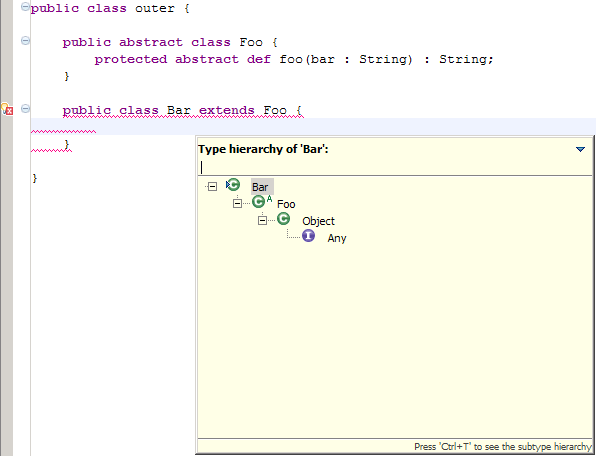 public class outer {
public abstract class Foo {
protected abstract def foo(bar : String) : String;
}
public class Bar extends Foo {
}
}
Type hierarchy of 'Bar':
Bar
Foo
Object
Any
Press 'Ctrl+T' to see the subtype hierarchy